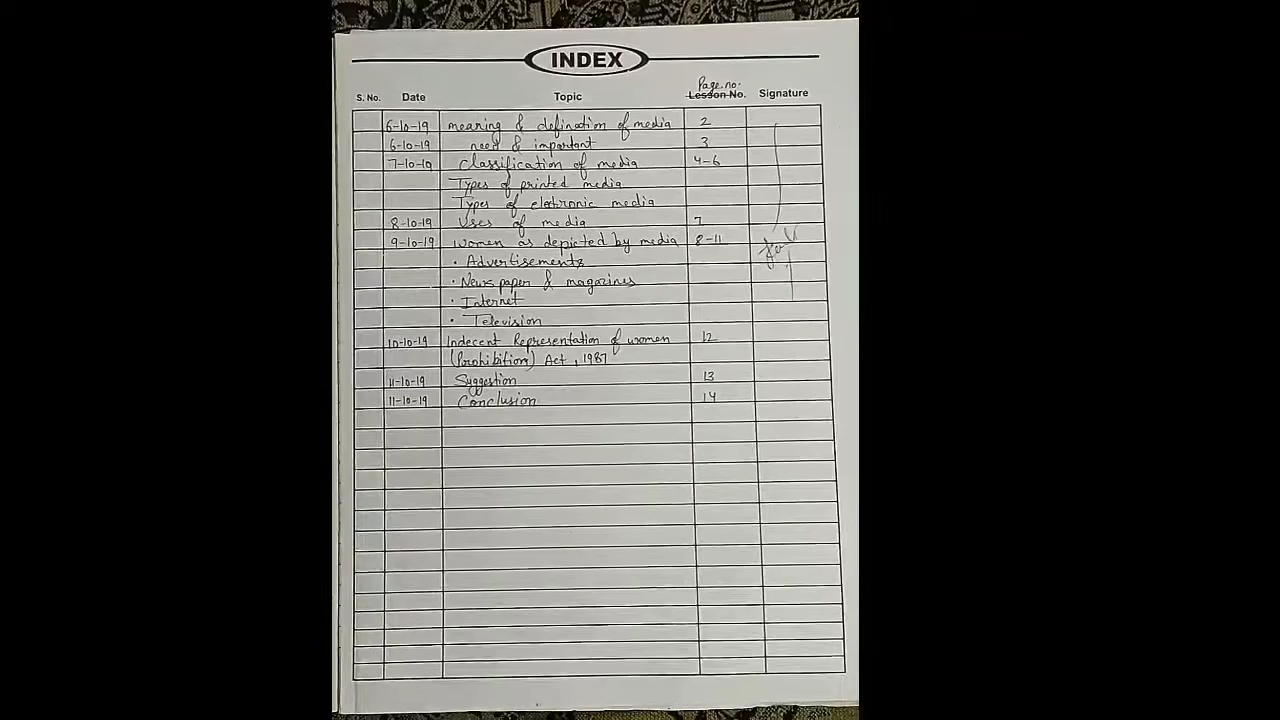 INDEX
Page no.
S. No. Date Topic Lesson No. Signature
6-10-19 meaning & defination of media 2
6-10-19 need & important 3
7-10-19 Classification of media 4-6
Types of printed media
Types of electronic media
8-10-19 Uses of media 7
9-10-19 Women as depicted by media 8-11
· Advertisements
· News paper & magazines
· Internet
· Television
10-10-19 Indecent Representation of women 12
(Prohibition) Act, 1987
11-10-19 Suggestion 13
11-10-19 Conclusion 14